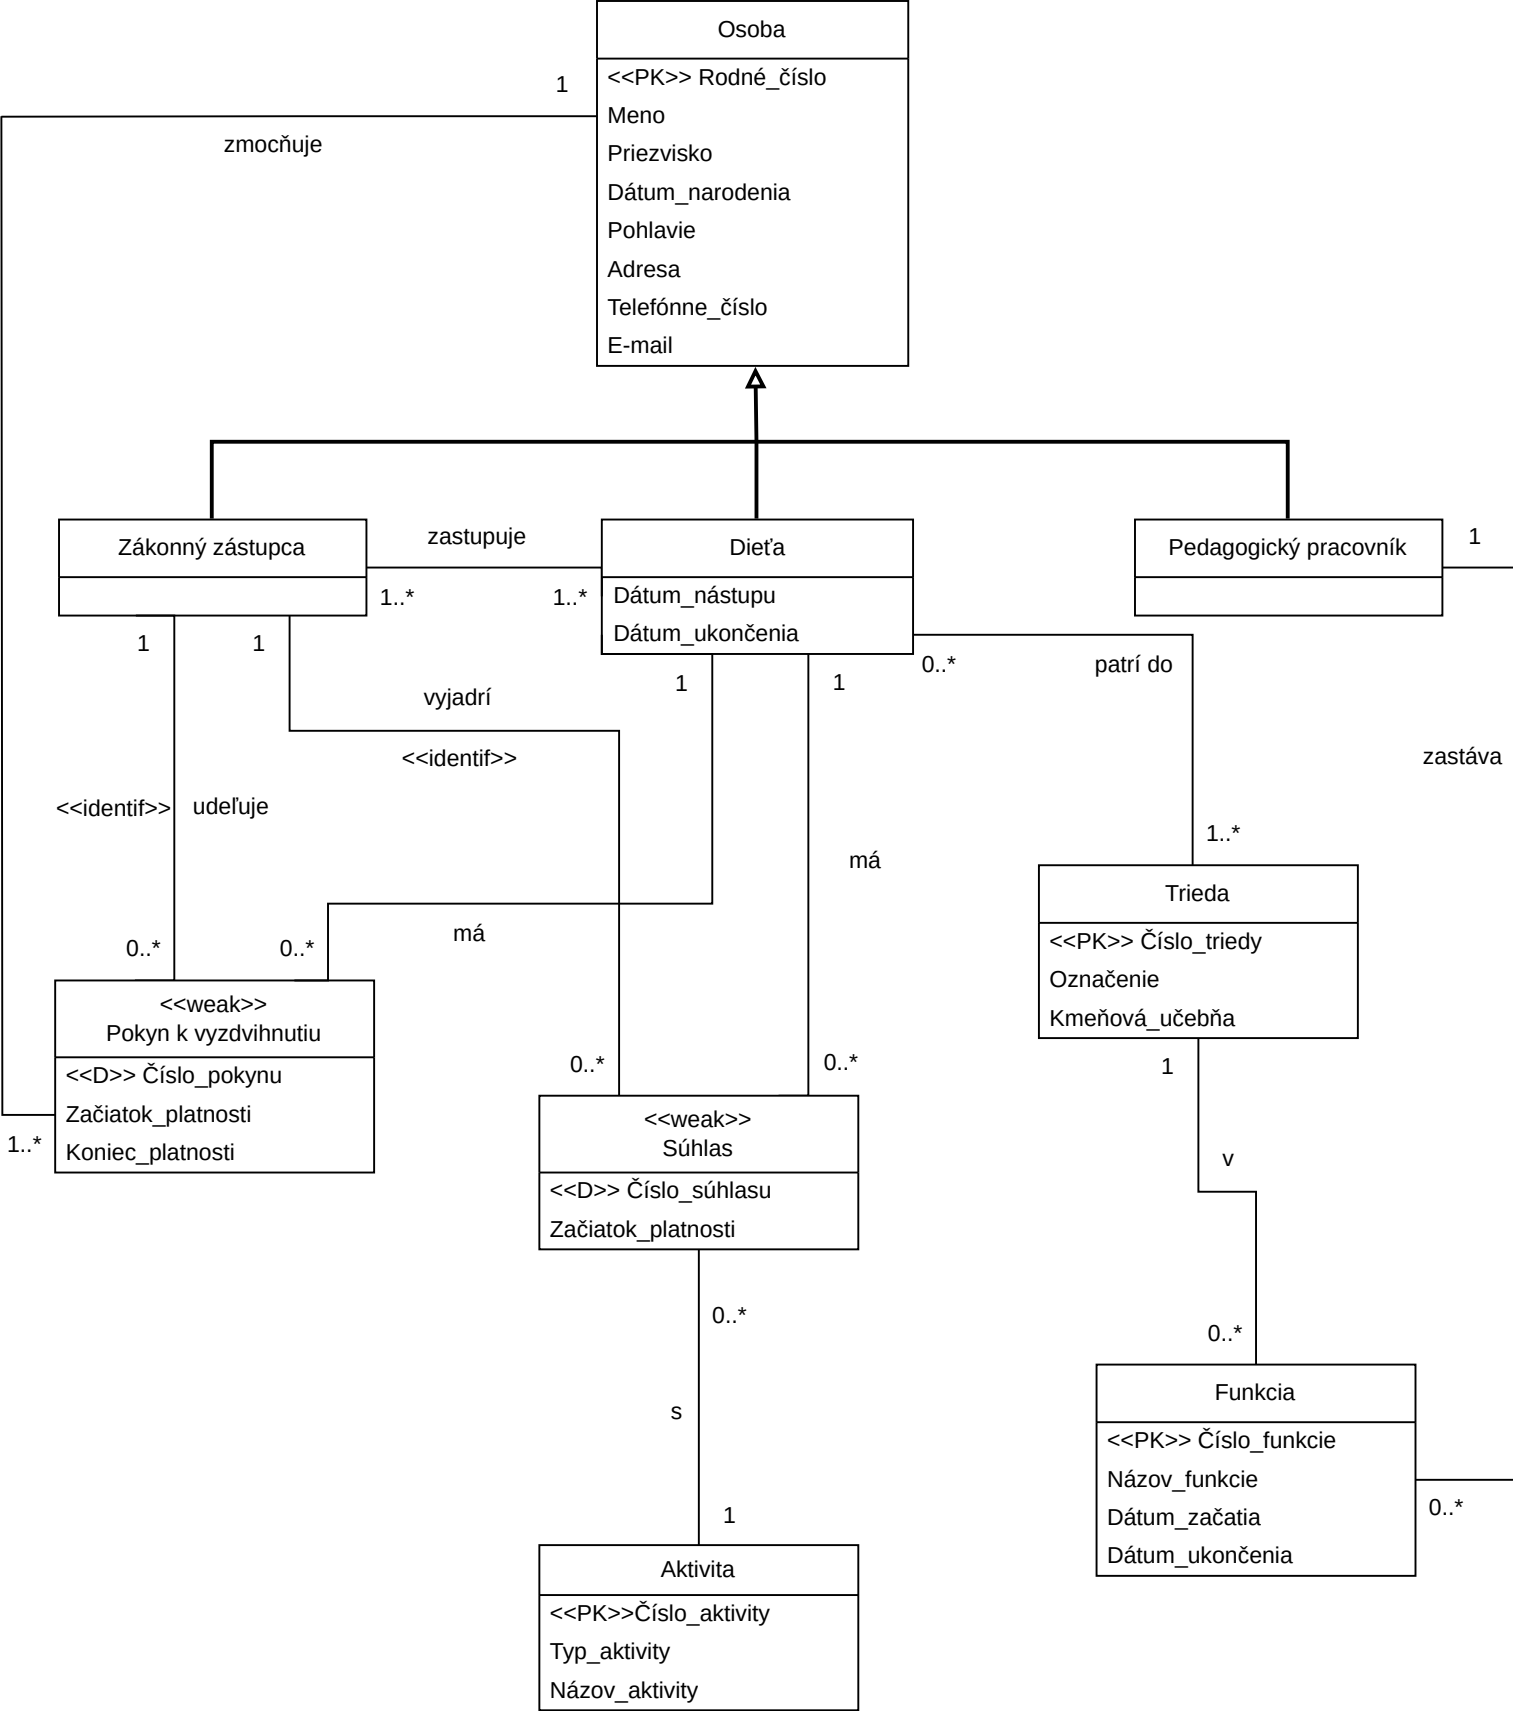 Osoba
<<PK>> Rodné_číslo
Meno
Priezvisko
Dátum_narodenia
Pohlavie
Adresa
Telefónne_číslo
E-mail
1
zmocňuje
Zákonný zástupca
zastupuje
1..*
1..*
Dieťa
Dátum_nástupu
Dátum_ukončenia
Pedagogický pracovník
1
1
1
vyjadrí
<<identif>>
1
1
0..*
patrí do
zastáva
<<identif>>
udeľuje
má
1..*
Trieda
<<PK>> Číslo_triedy
Označenie
Kmeňová_učebňa
má
0..*
0..*
<<weak>>
Pokyn k vyzdvihnutiu
<<D>> Číslo_pokynu
Začiatok_platnosti
Koniec_platnosti
1..*
0..*
0..*
1
<<weak>>
Súhlas
<<D>> Číslo_súhlasu
Začiatok_platnosti
v
0..*
0..*
s
Funkcia
<<PK>> Číslo_funkcie
Názov_funkcie
Dátum_začatia
Dátum_ukončenia
0..*
1
Aktivita
<<PK>>Číslo_aktivity
Typ_aktivity
Názov_aktivity